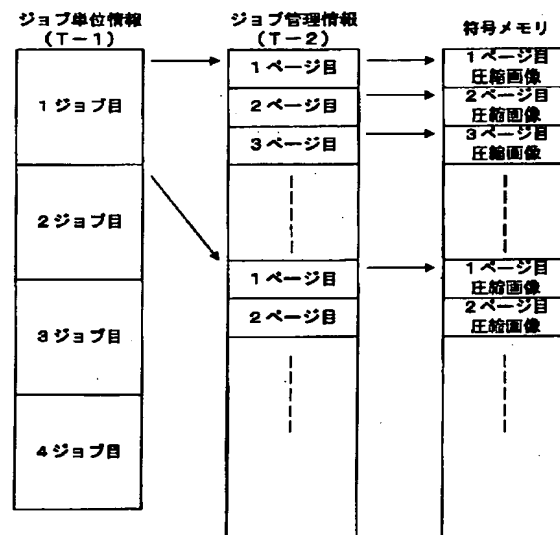 ジョブ単位情報
(T-1)
1ジョブ目
2ジョブ目
3ジョブ目
4ジョブ目
ジョブ管理情報
(T-2)
1ページ目
2ページ目
3ページ目
1ページ目
2ページ目
符号メモリ
1ページ目
圧縮画像
2ページ目
圧縮画像
3ページ目
圧縮画像
1ページ目
圧縮画像
2ページ目
圧縮画像